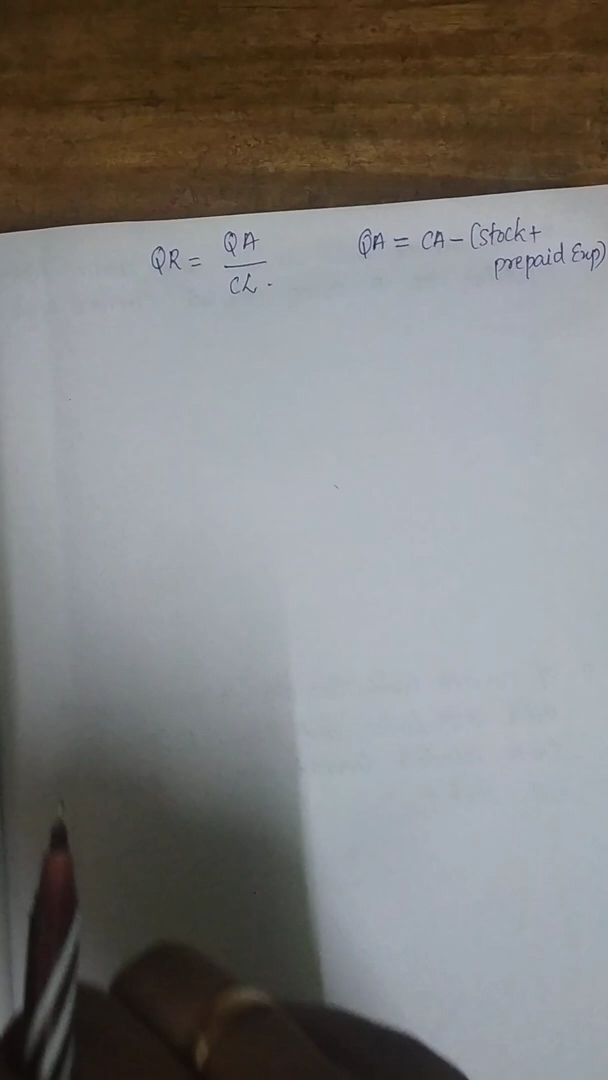 QR = QA / CL.
QA = CA - (stock +
prepaid Exp)